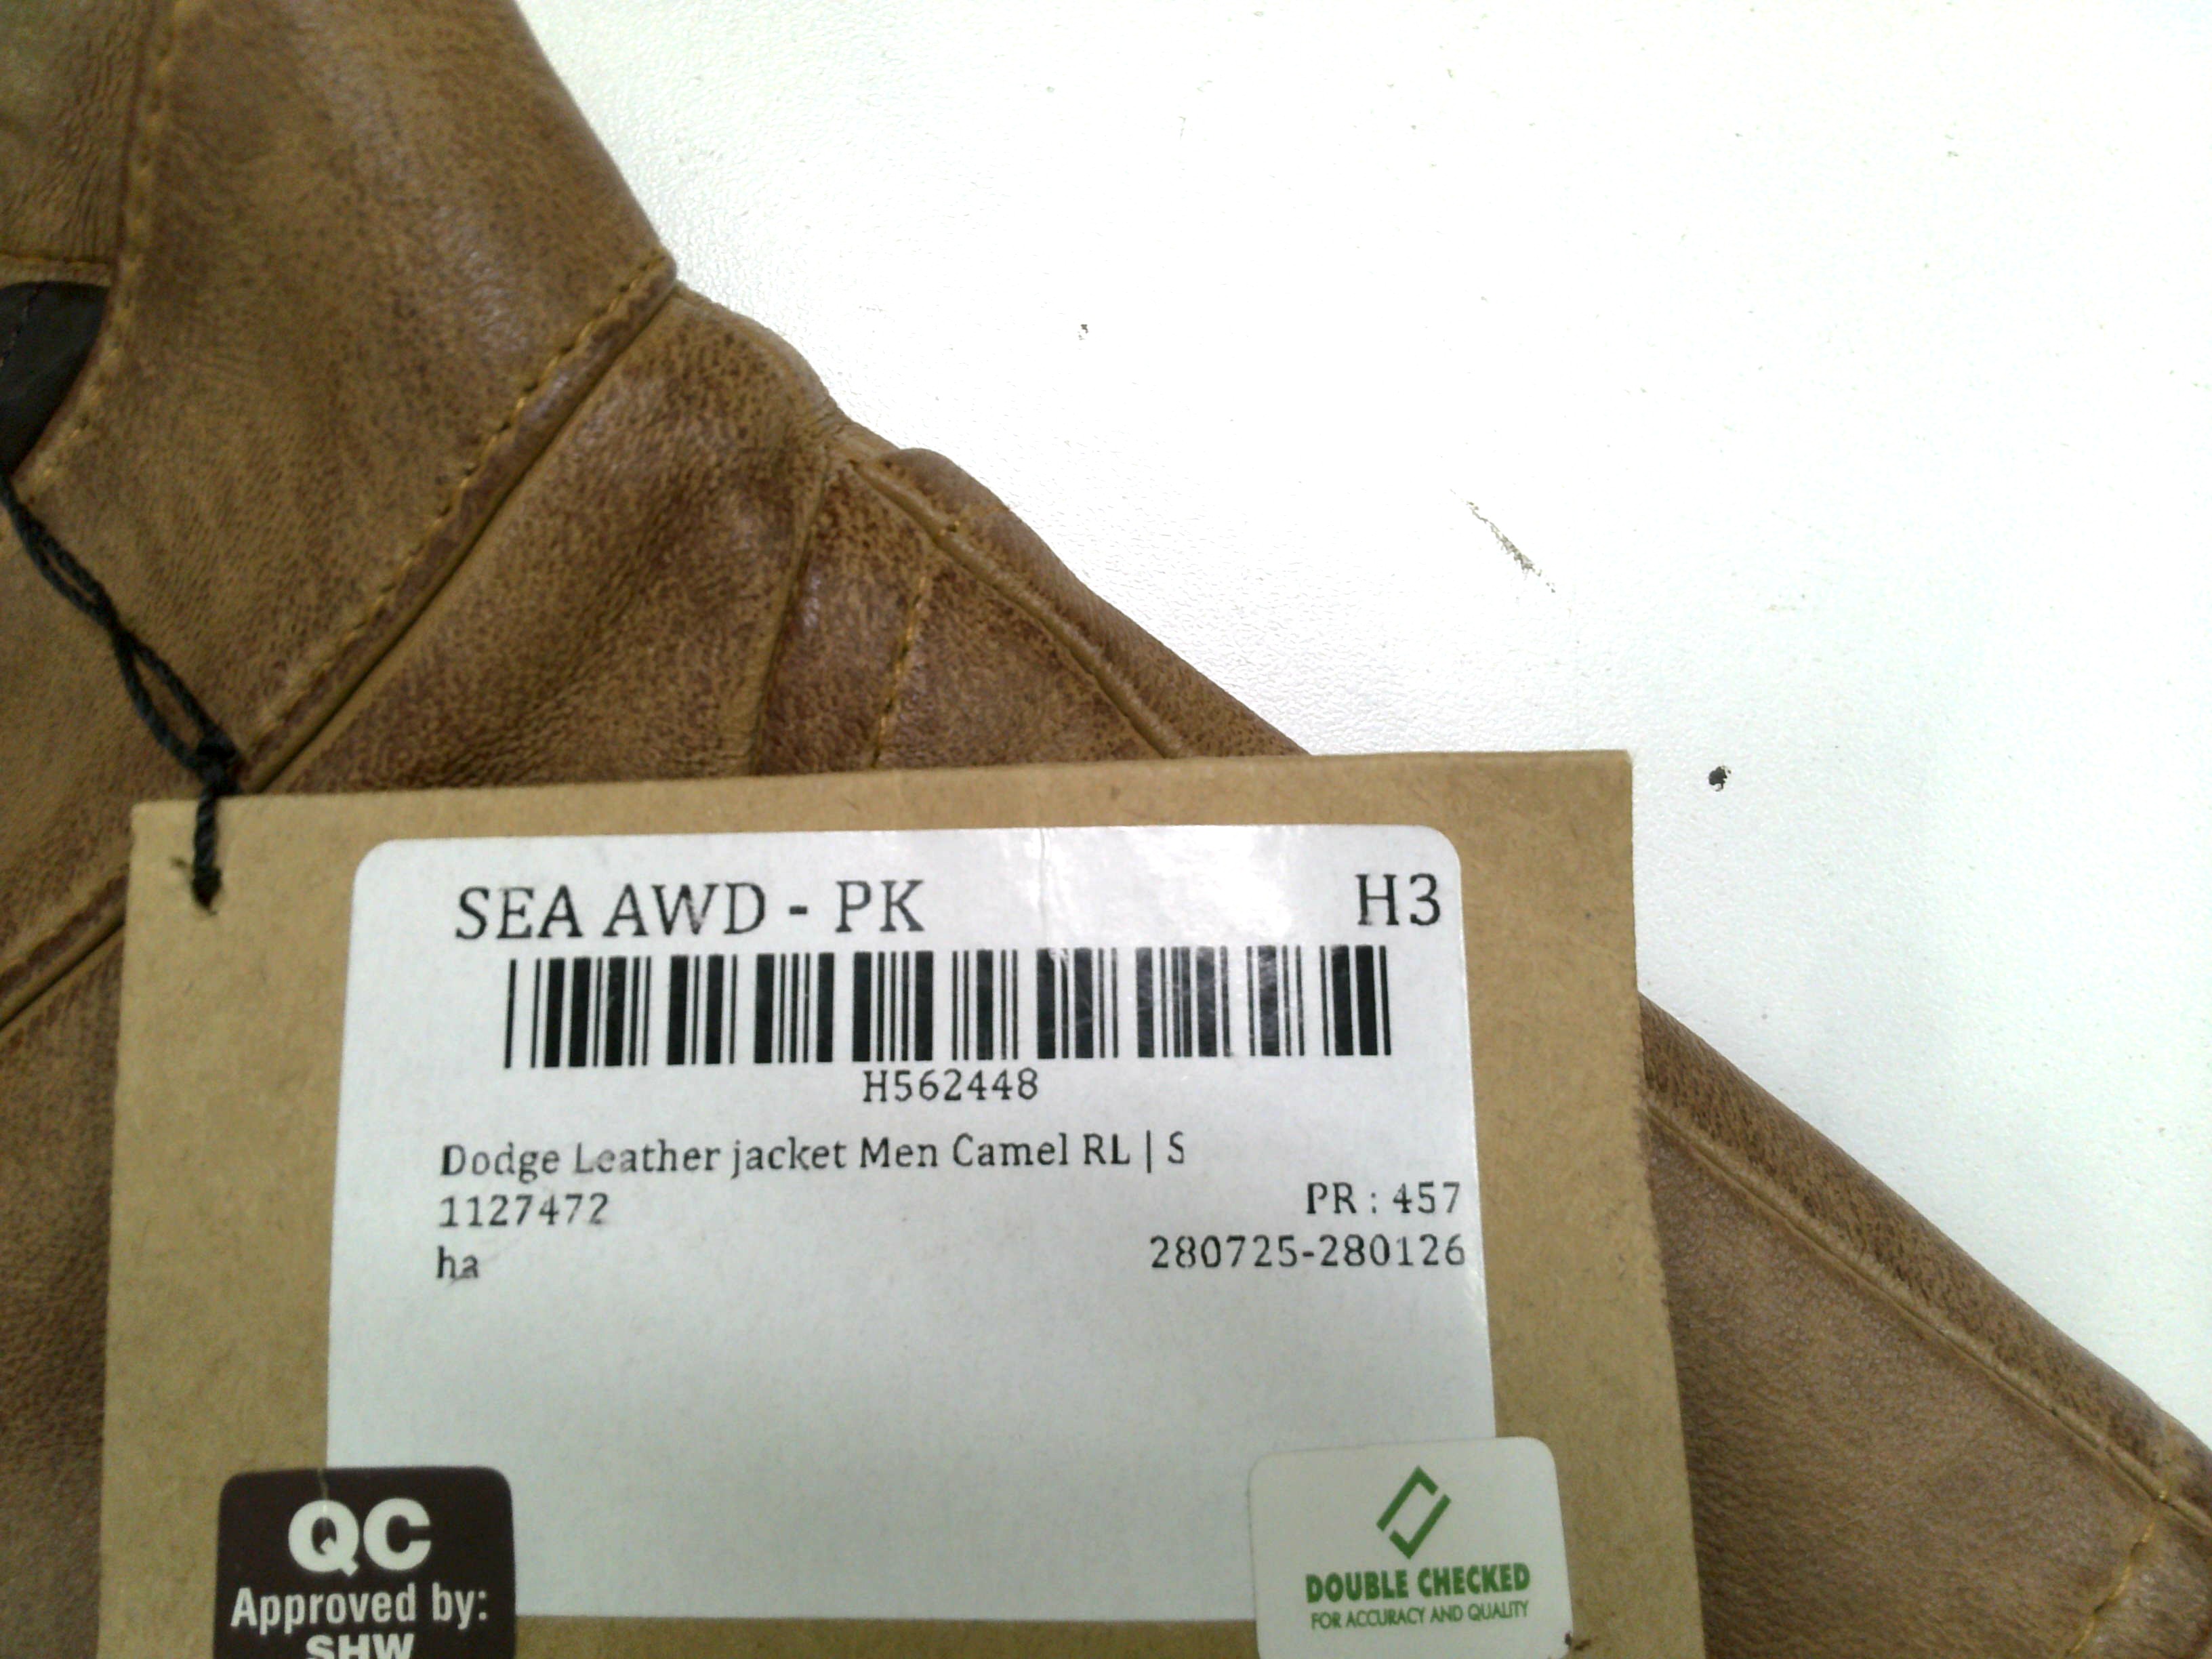 SEA AWD - PK H3
H562448
Dodge Leather jacket Men Camel RL | S
1127472 PR : 457
ha 280725-280126
QC
Approved by:
SHW
DOUBLE CHECKED
FOR ACCURACY AND QUALITY